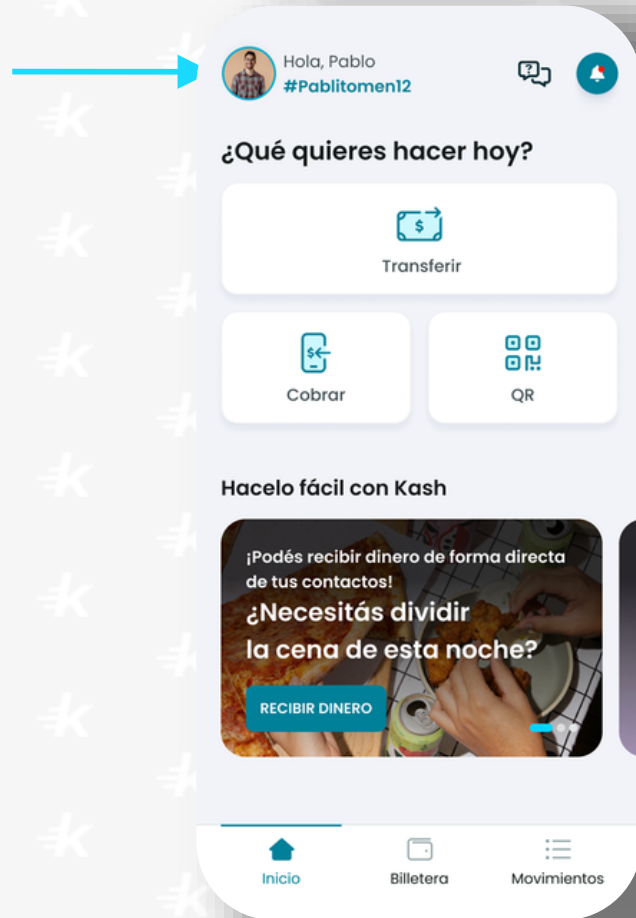 Hola, Pablo
#Pablitomen12
¿Qué quieres hacer hoy?
Transferir
Cobrar
QR
Hacelo fácil con Kash
¡Podés recibir dinero de forma directa
de tus contactos!
¿Necesitás dividir
la cena de esta noche?
RECIBIR DINERO
Inicio
Billetera
Movimientos